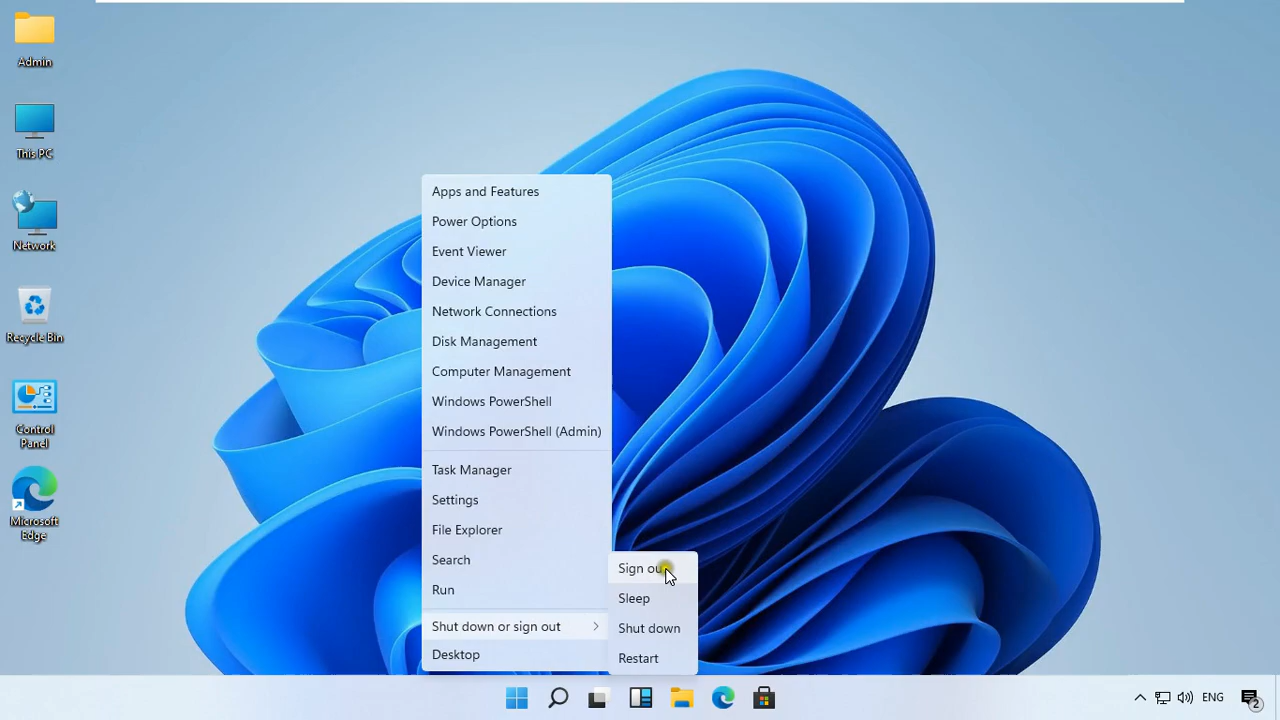 Admin
This PC
Network
Recycle Bin
Control
Panel
Microsoft
Edge
Apps and Features
Power Options
Event Viewer
Device Manager
Network Connections
Disk Management
Computer Management
Windows PowerShell
Windows PowerShell (Admin)
Task Manager
Settings
File Explorer
Search
Run
Shut down or sign out
Desktop
Sign out
Sleep
Shut down
Restart
ENG
2